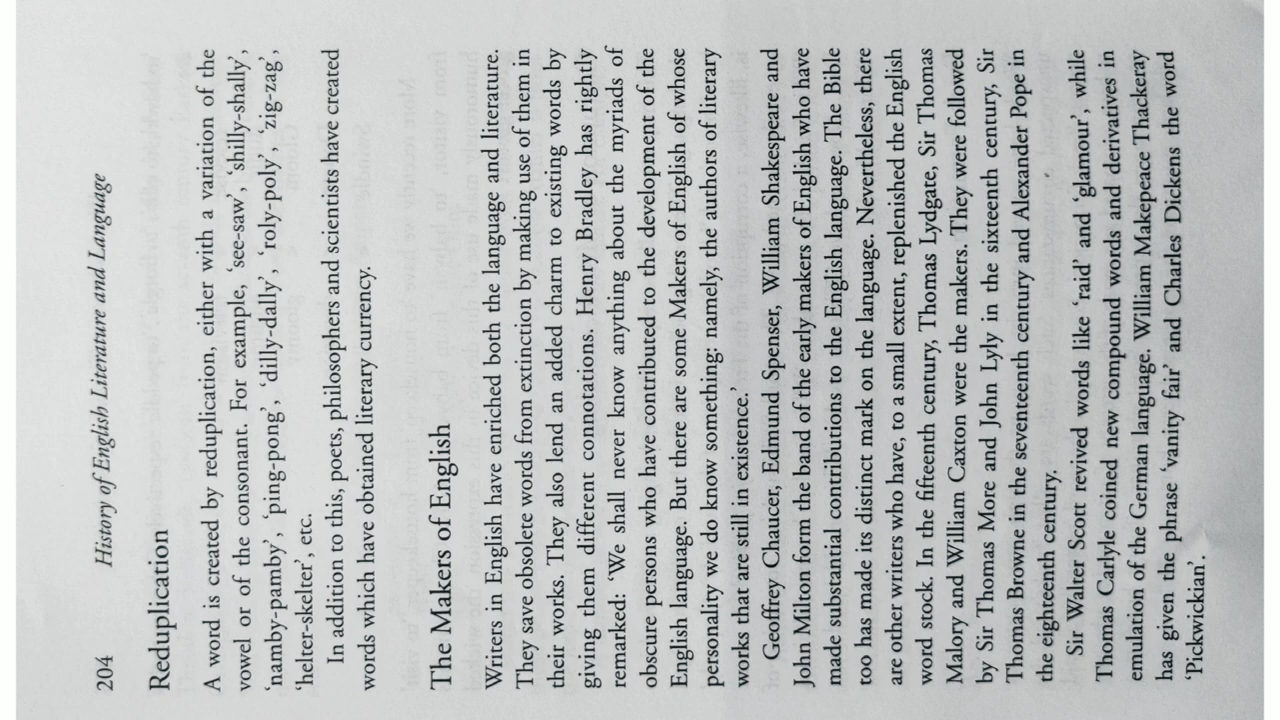 204 History of English Literature and Language
Reduplication
A word is created by reduplication, either with a variation of the
vowel or of the consonant. For example, ‘see-saw’, ‘shilly-shally’,
‘namby-pamby’, ‘ping-pong’, ‘dilly-dally’, ‘roly-poly’, ‘zig-zag’,
‘helter-skelter’, etc.
In addition to this, poets, philosophers and scientists have created
words which have obtained literary currency.
The Makers of English
Writers in English have enriched both the language and literature.
They save obsolete words from extinction by making use of them in
their works. They also lend an added charm to existing words by
giving them different connotations. Henry Bradley has rightly
remarked: ‘We shall never know anything about the myriads of
obscure persons who have contributed to the development of the
English language. But there are some Makers of English of whose
personality we do know something: namely, the authors of literary
works that are still in existence.’
Geoffrey Chaucer, Edmund Spenser, William Shakespeare and
John Milton form the band of the early makers of English who have
made substantial contributions to the English language. The Bible
too has made its distinct mark on the language. Nevertheless, there
are other writers who have, to a small extent, replenished the English
word stock. In the fifteenth century, Thomas Lydgate, Sir Thomas
Malory and William Caxton were the makers. They were followed
by Sir Thomas More and John Lyly in the sixteenth century, Sir
Thomas Browne in the seventeenth century and Alexander Pope in
the eighteenth century.
Sir Walter Scott revived words like ‘raid’ and ‘glamour’, while
Thomas Carlyle coined new compound words and derivatives in
emulation of the German language. William Makepeace Thackeray
has given the phrase ‘vanity fair’ and Charles Dickens the word
‘Pickwickian’.